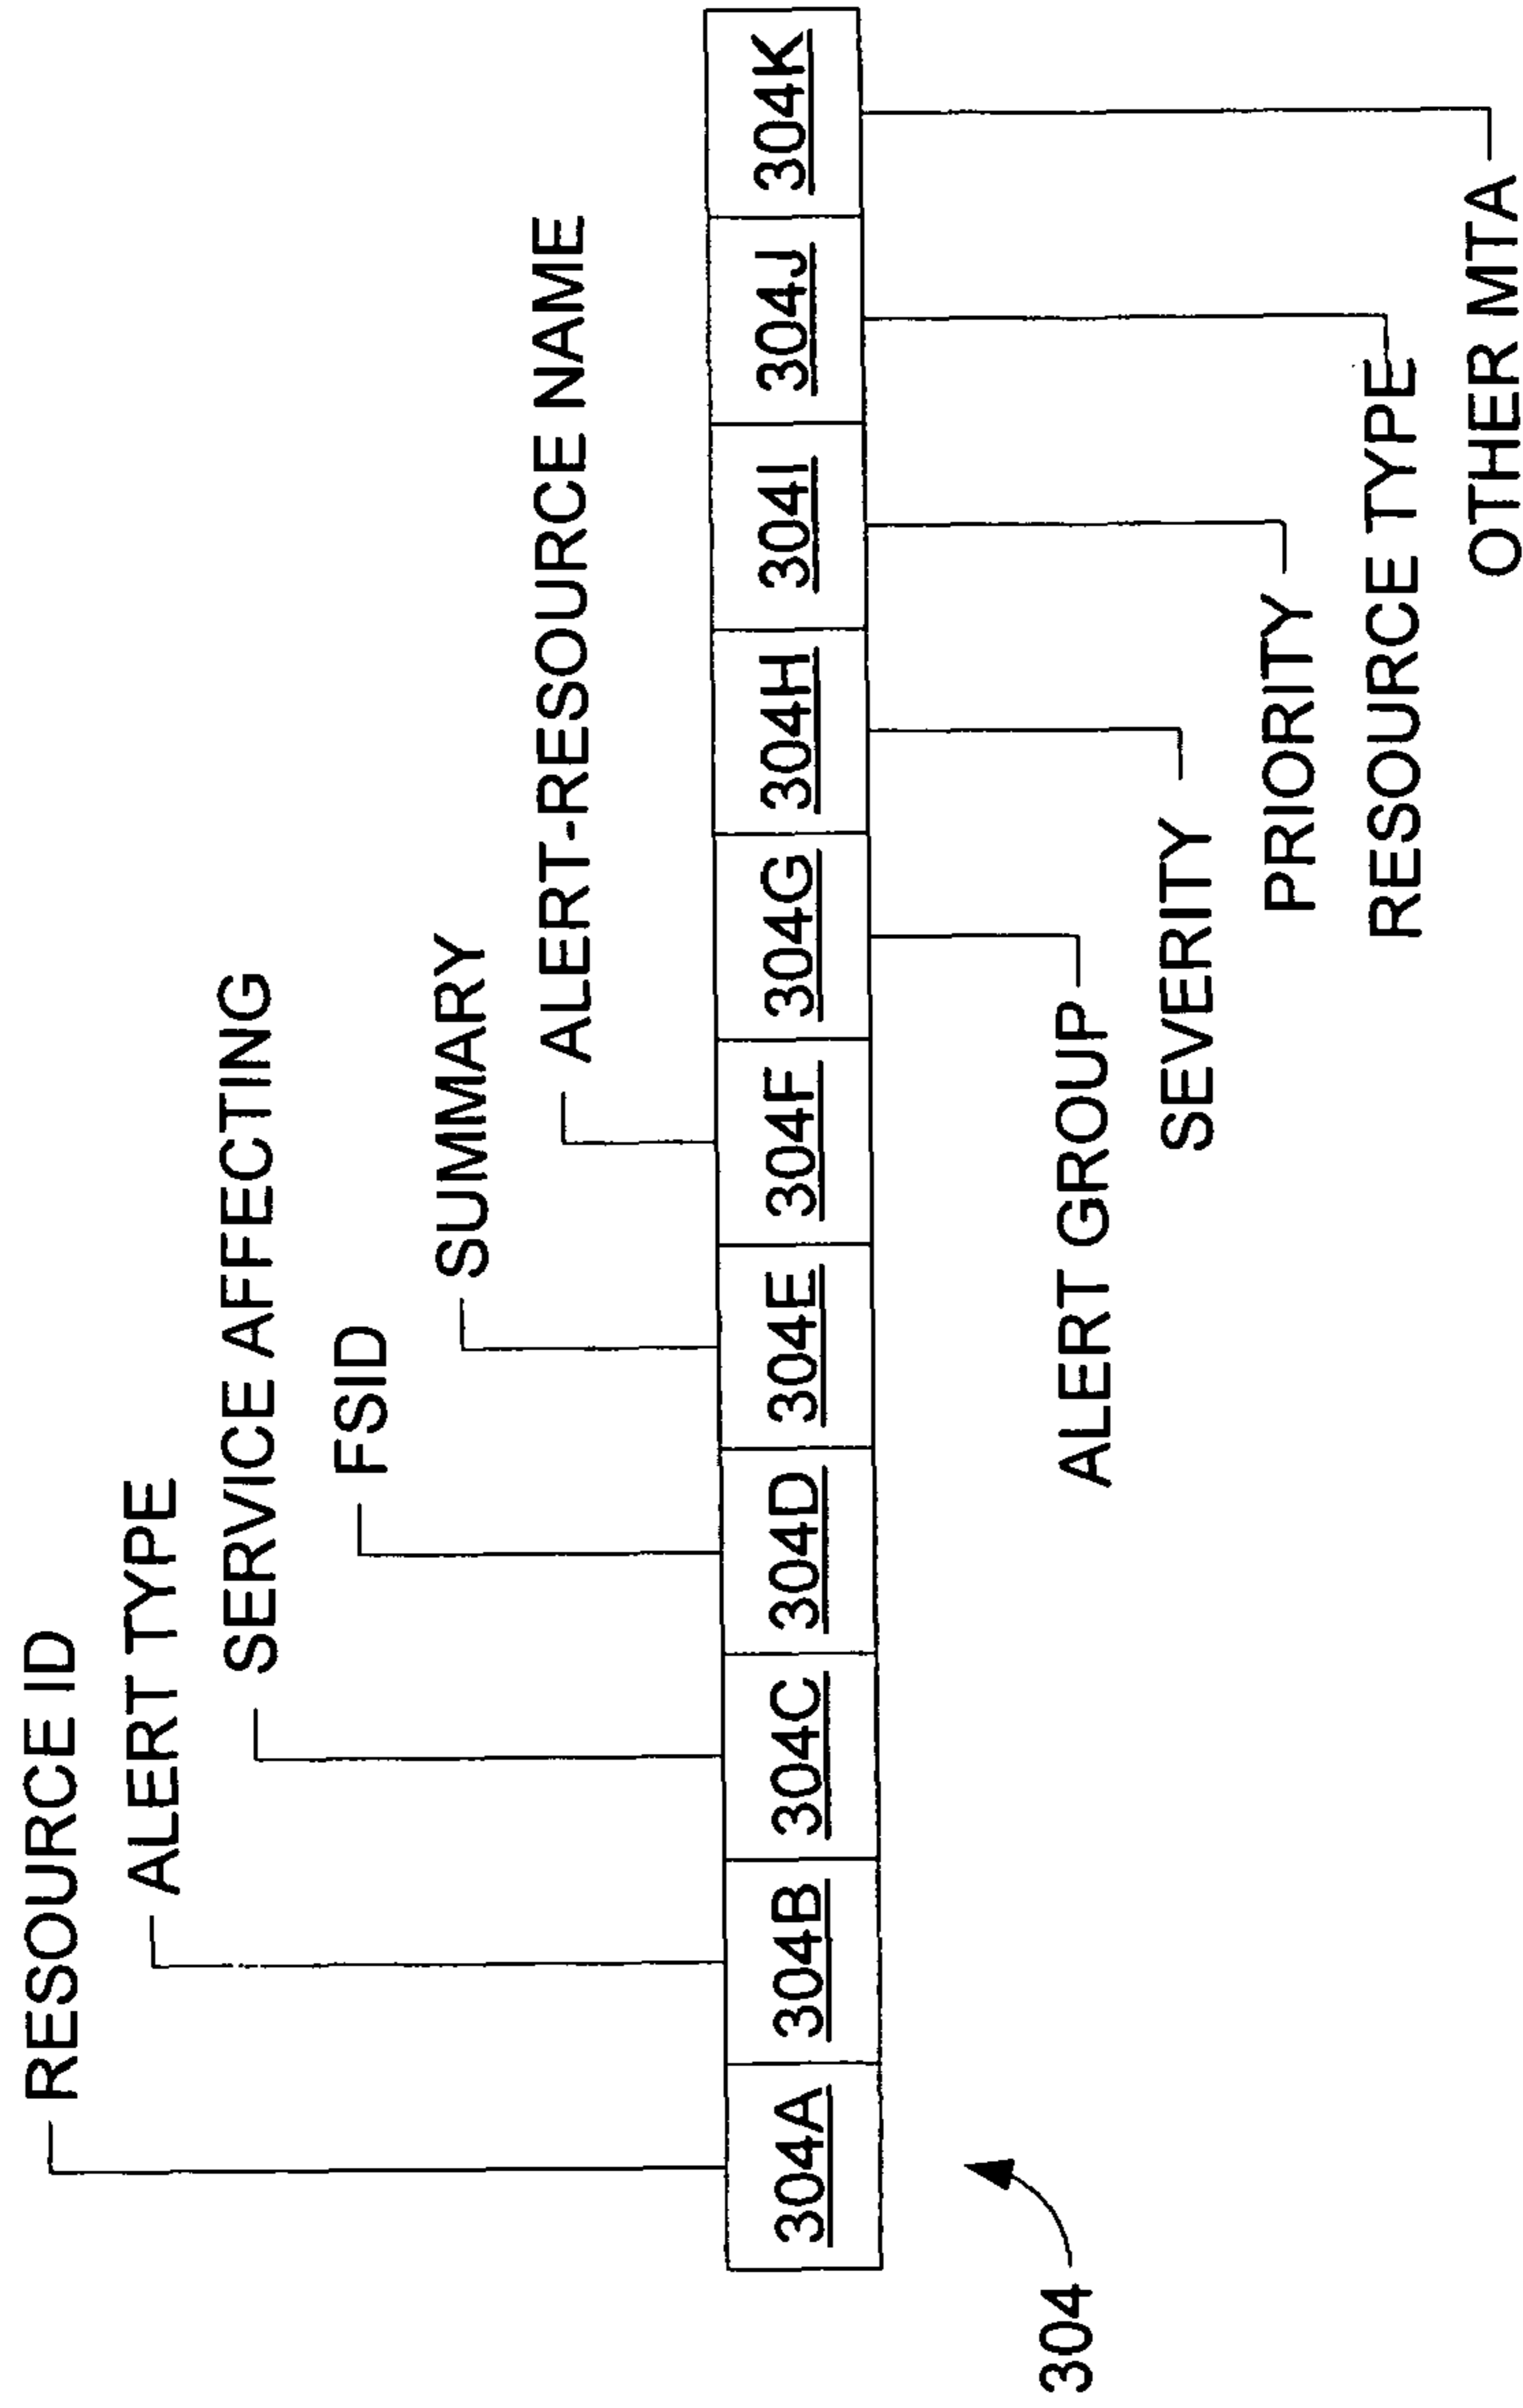 RESOURCE ID
ALERT TYPE
SERVICE AFFECTING
FSID
SUMMARY
ALERT-RESOURCE NAME
304A 304B 304C 304D 304E 304F 304G 304H 304I 304J 304K
304
ALERT GROUP
SEVERITY
PRIORITY
RESOURCE TYPE
OTHER MTA